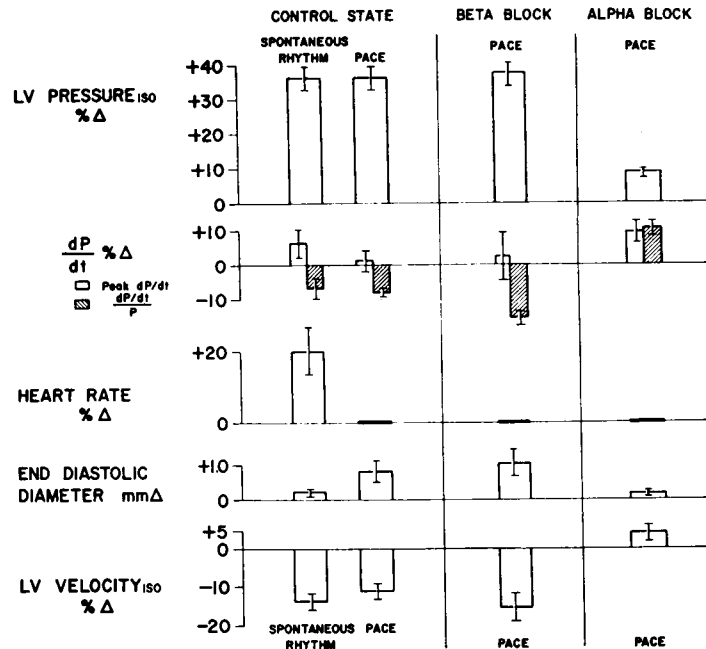 CONTROL STATE BETA BLOCK ALPHA BLOCK
SPONTANEOUS RHYTHM PACE PACE PACE
LV PRESSURE ISO % Δ
+40
+30
+20
+10
0
dP/dt % Δ
□ Peak dP/dt
▨ dP/dt / P
+10
0
-10
HEART RATE % Δ
+20
0
END DIASTOLIC DIAMETER mmΔ
+1.0
0
LV VELOCITY ISO % Δ
+5
0
-10
-20
SPONTANEOUS RHYTHM PACE PACE PACE